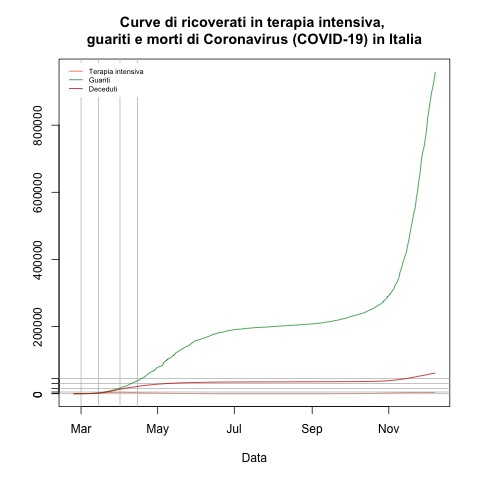 Curve di ricoverati in terapia intensiva,
guariti e morti di Coronavirus (COVID-19) in Italia
Terapia intensiva
Guariti
Deceduti
800000
600000
400000
200000
0
Mar May Jul Sep Nov
Data